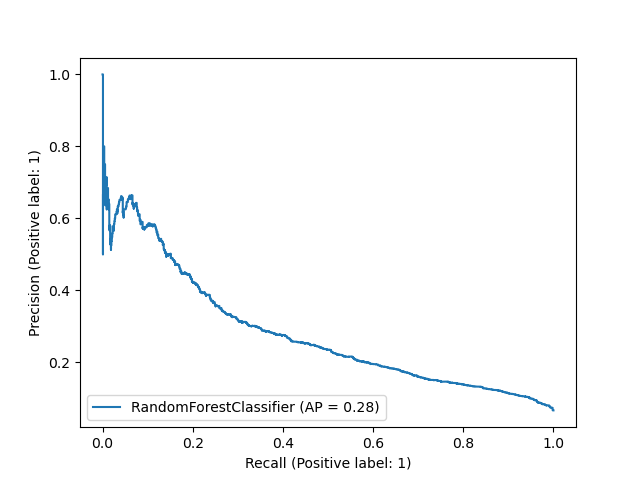 1.0
0.8
0.6
0.4
0.2
Precision (Positive label: 1)
RandomForestClassifier (AP = 0.28)
0.0 0.2 0.4 0.6 0.8 1.0
Recall (Positive label: 1)